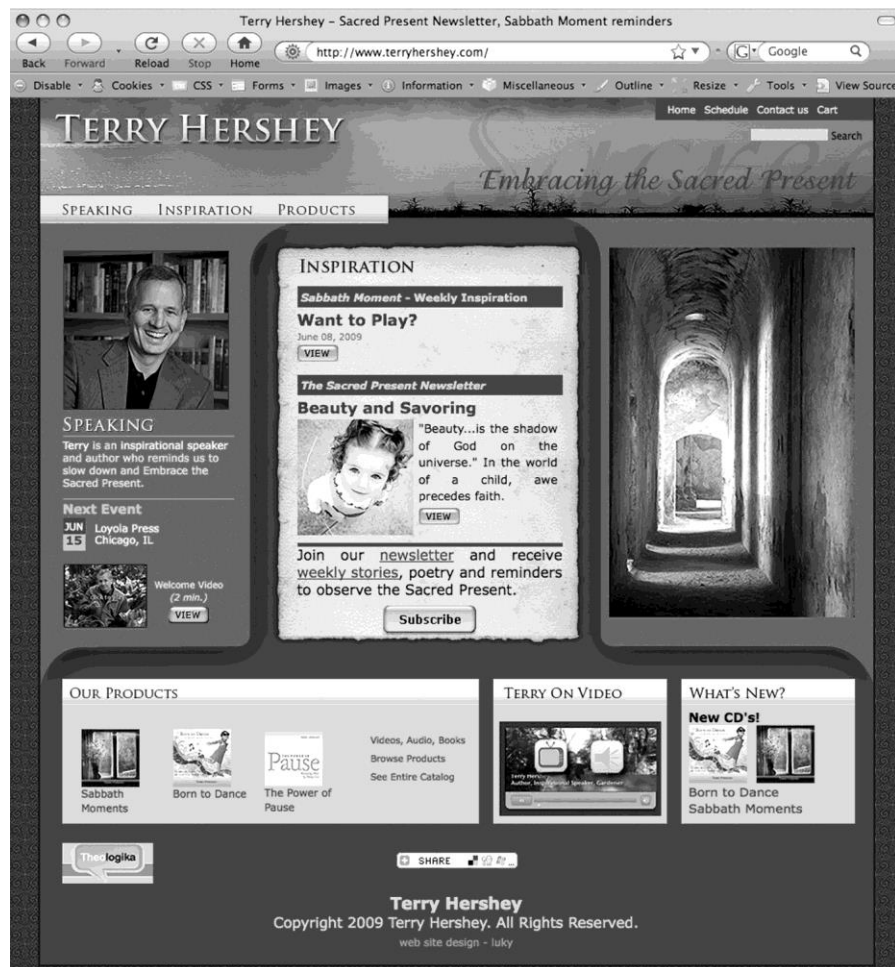 Terry Hershey – Sacred Present Newsletter, Sabbath Moment reminders
Back Forward Reload Stop Home
http://www.terryhershey.com/
Google
Disable Cookies CSS Forms Images Information Miscellaneous Outline Resize Tools View Source
Home Schedule Contact us Cart
TERRY HERSHEY
Search
Embracing the Sacred Present
SPEAKING INSPIRATION PRODUCTS
SPEAKING
Terry is an inspirational speaker
and author who reminds us to
slow down and Embrace the
Sacred Present.
Next Event
JUN
15
Loyola Press
Chicago, IL
Welcome Video
(2 min.)
VIEW
INSPIRATION
Sabbath Moment - Weekly Inspiration
Want to Play?
June 08, 2009
VIEW
The Sacred Present Newsletter
Beauty and Savoring
"Beauty...is the shadow
of God on the
universe." In the world
of a child, awe
precedes faith.
VIEW
Join our newsletter and receive
weekly stories, poetry and reminders
to observe the Sacred Present.
Subscribe
OUR PRODUCTS
Sabbath
Moments
Born to Dance
Pause
The Power of
Pause
Videos, Audio, Books
Browse Products
See Entire Catalog
TERRY ON VIDEO
Terry Hershey
Author, Inspirational Speaker, Gardener
WHAT'S NEW?
New CD's!
Born to Dance
Sabbath Moments
Theologika
SHARE
Terry Hershey
Copyright 2009 Terry Hershey. All Rights Reserved.
web site design - luky